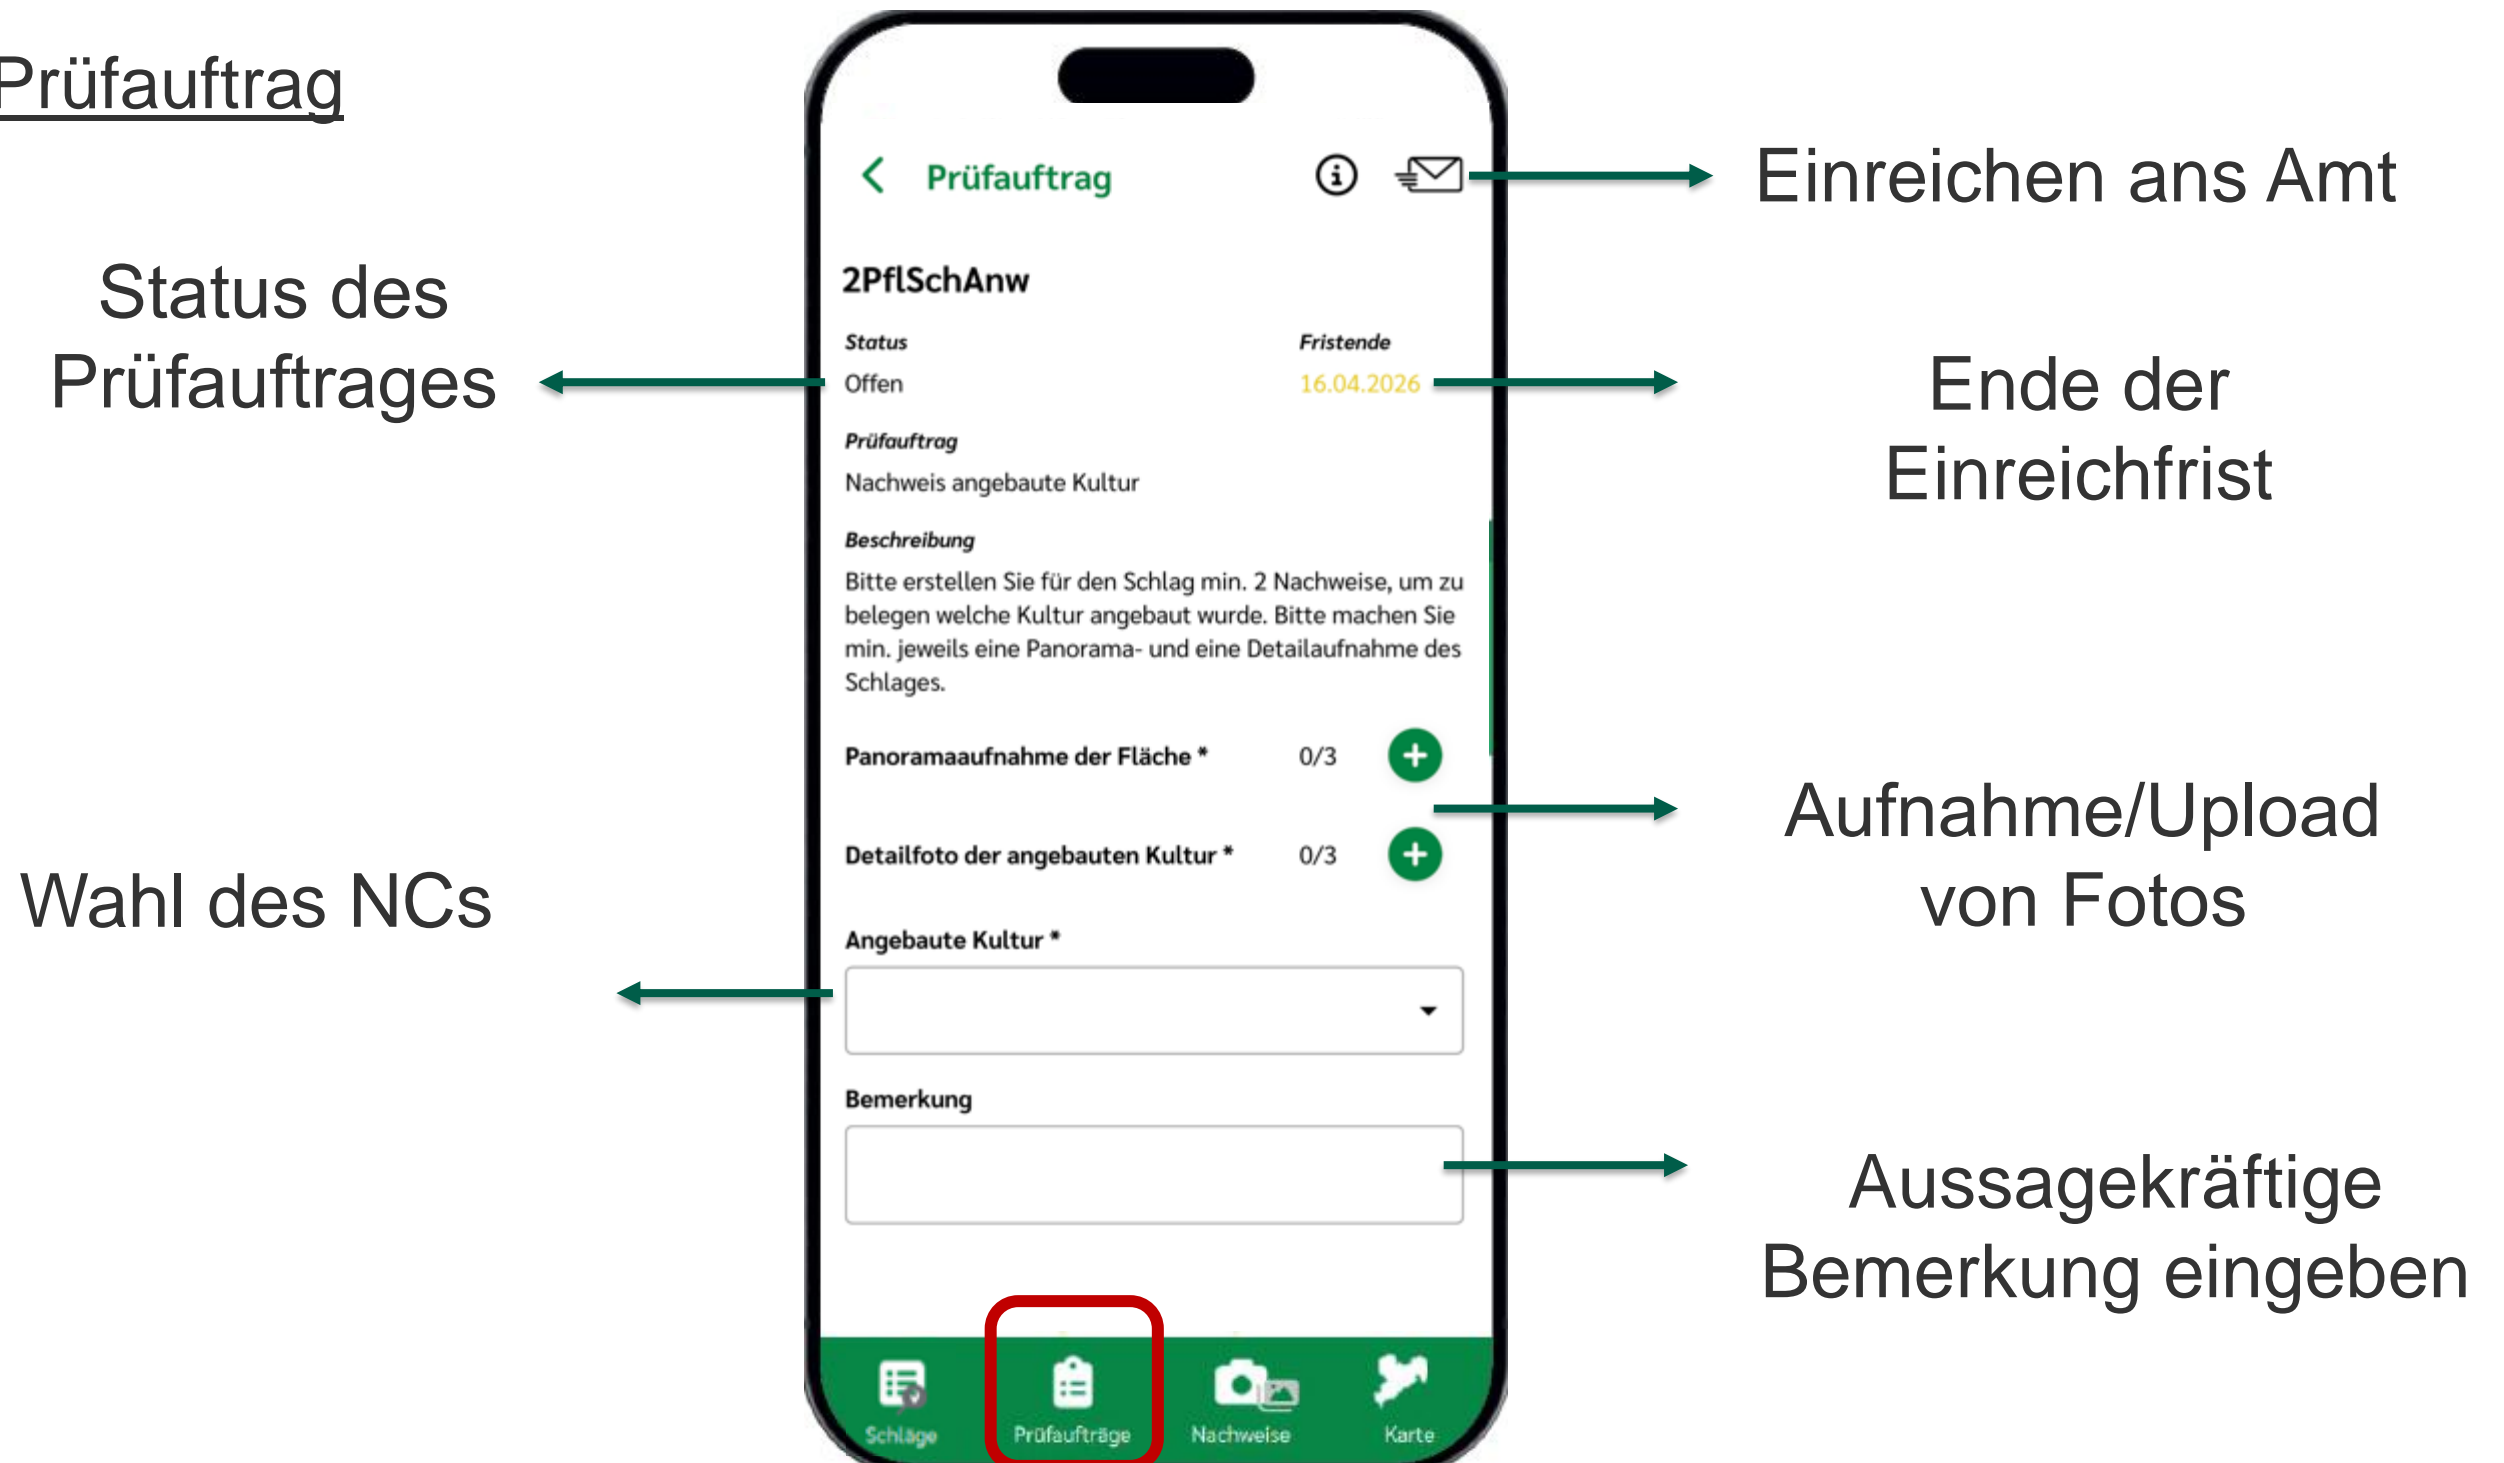 Prüfauftrag
Status des
Prüfauftrages
Wahl des NCs
Prüfauftrag
2PflSchAnw
Status
Fristende
Offen
16.04.2026
Prüfauftrag
Nachweis angebaute Kultur
Beschreibung
Bitte erstellen Sie für den Schlag min. 2 Nachweise, um zu
belegen welche Kultur angebaut wurde. Bitte machen Sie
min. jeweils eine Panorama- und eine Detailaufnahme des
Schlages.
Panoramaaufnahme der Fläche * 0/3
Detailfoto der angebauten Kultur * 0/3
Angebaute Kultur *
Bemerkung
Schläge
Prüfaufträge
Nachweise
Karte
Einreichen ans Amt
Ende der
Einreichfrist
Aufnahme/Upload
von Fotos
Aussagekräftige
Bemerkung eingeben